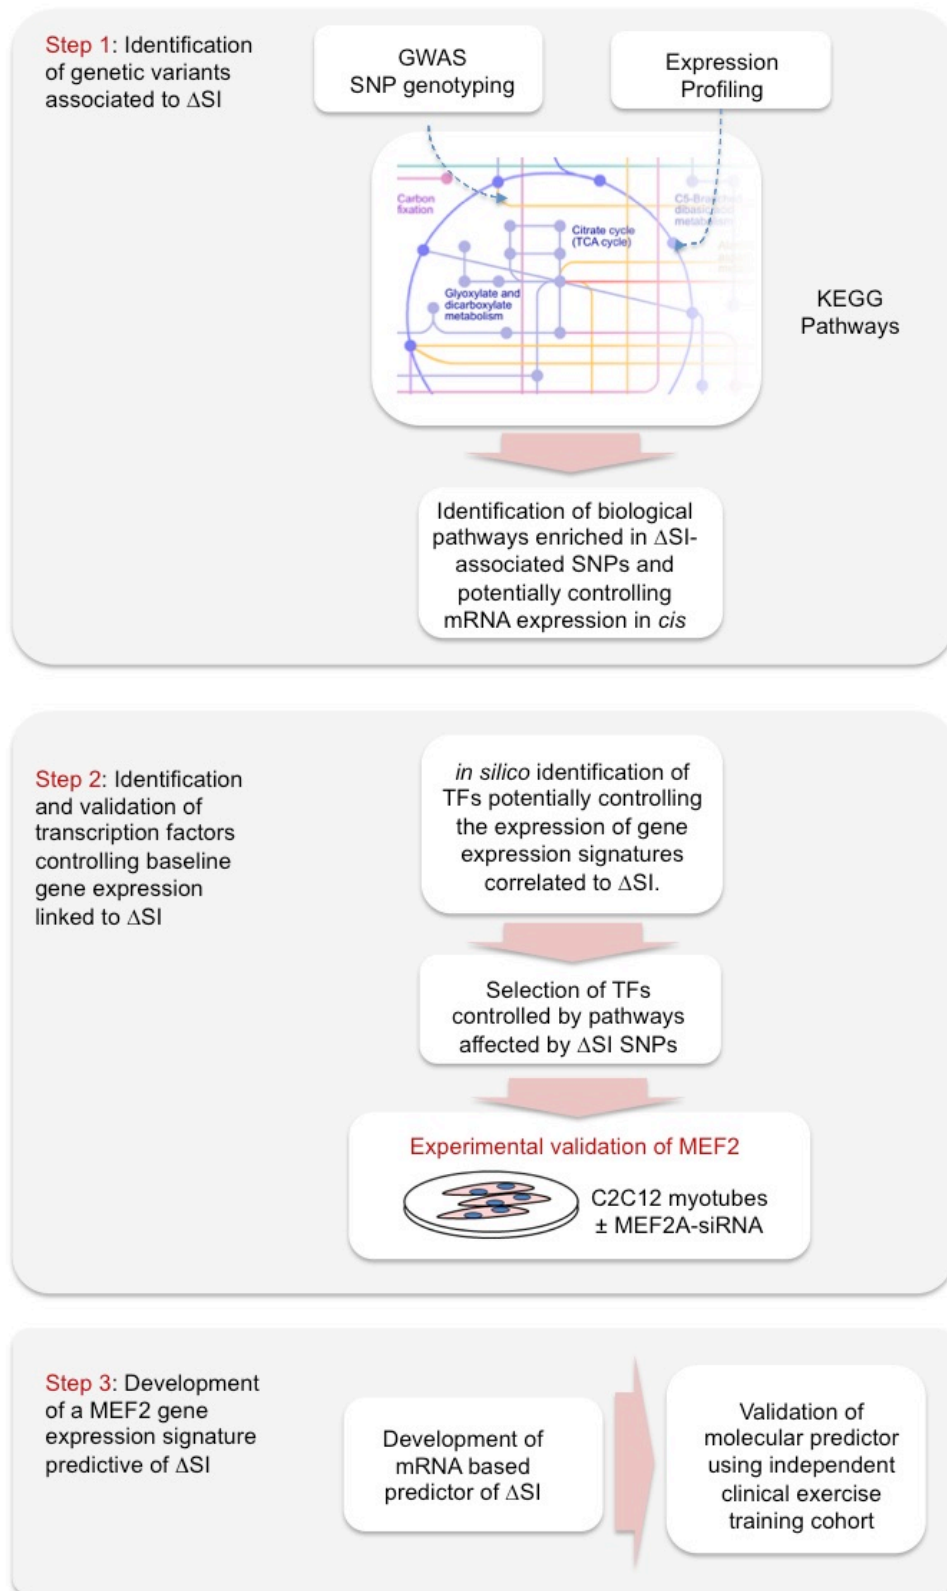 Step 1: Identification
of genetic variants
associated to ΔSI
GWAS
SNP genotyping
Expression
Profiling
Carbon
fixation
C5-Branched
dibasic acid
metabolism
Citrate cycle
(TCA cycle)
Glyoxylate and
dicarboxylate
metabolism
KEGG
Pathways
Identification of biological
pathways enriched in ΔSI-
associated SNPs and
potentially controlling
mRNA expression in cis
Step 2: Identification
and validation of
transcription factors
controlling baseline
gene expression
linked to ΔSI
in silico identification of
TFs potentially controlling
the expression of gene
expression signatures
correlated to ΔSI.
Selection of TFs
controlled by pathways
affected by ΔSI SNPs
Experimental validation of MEF2
C2C12 myotubes
± MEF2A-siRNA
Step 3: Development
of a MEF2 gene
expression signature
predictive of ΔSI
Development of
mRNA based
predictor of ΔSI
Validation of
molecular predictor
using independent
clinical exercise
training cohort